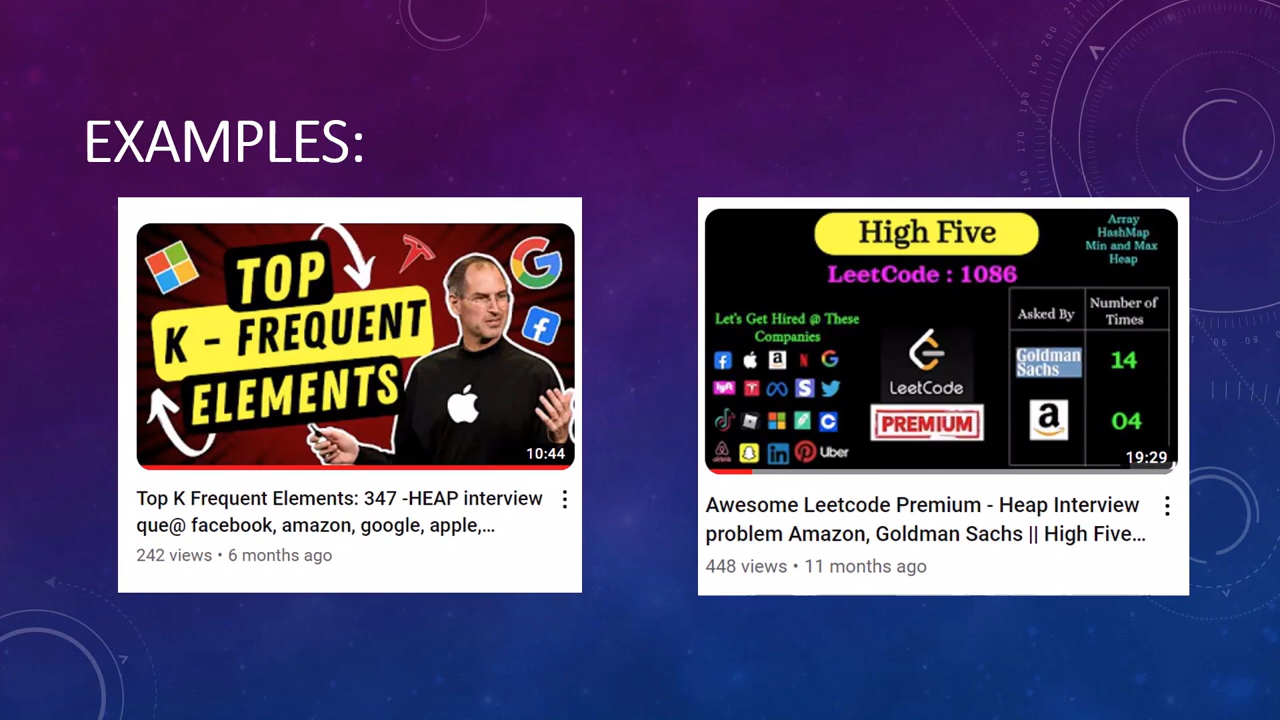 EXAMPLES:
TOP
K - FREQUENT
ELEMENTS
10:44
Top K Frequent Elements: 347 -HEAP interview
que@ facebook, amazon, google, apple,...
242 views • 6 months ago
High Five
LeetCode : 1086
Array
HashMap
Min and Max
Heap
Let's Get Hired @ These
Companies
LeetCode
PREMIUM
Uber
Asked By
Number of
Times
Goldman
Sachs
14
a
04
19:29
Awesome Leetcode Premium - Heap Interview
problem Amazon, Goldman Sachs || High Five...
448 views • 11 months ago